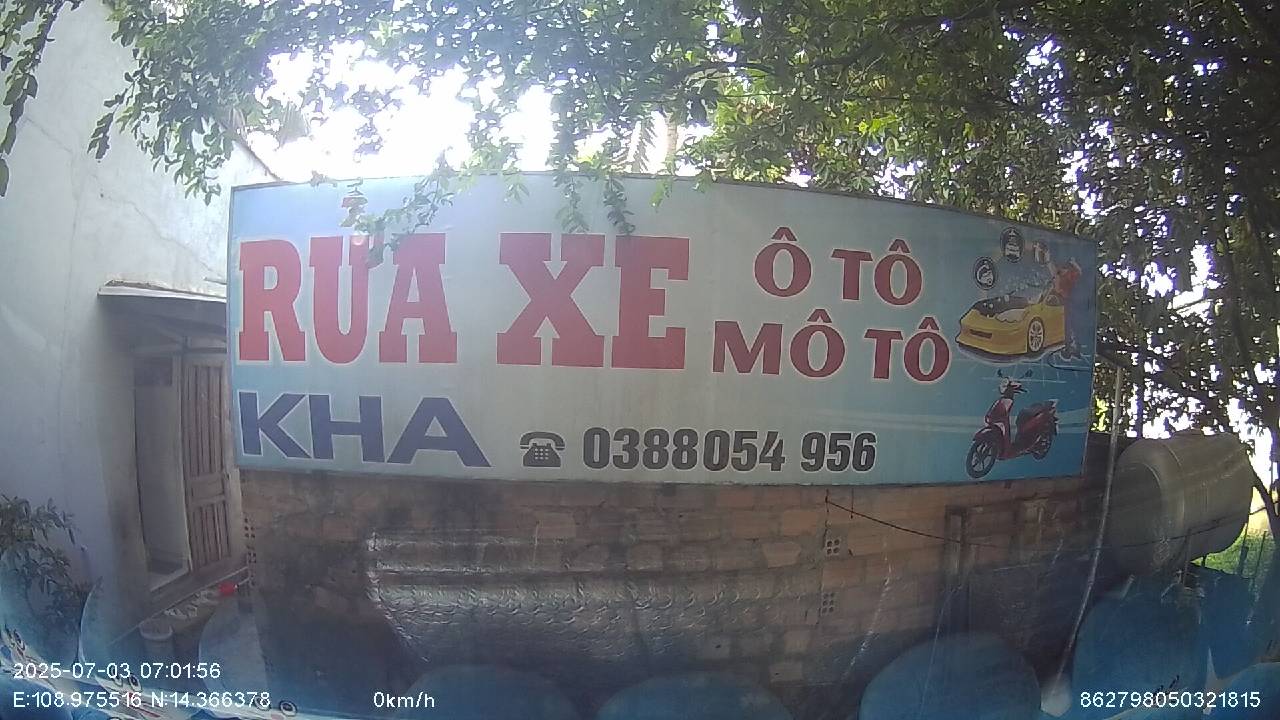 RỬA XE
Ô TÔ
MÔ TÔ
KHA
0388054 956
2025-07-03 07:01:56
E:108.975516 N:14.366378
0km/h
862798050321815